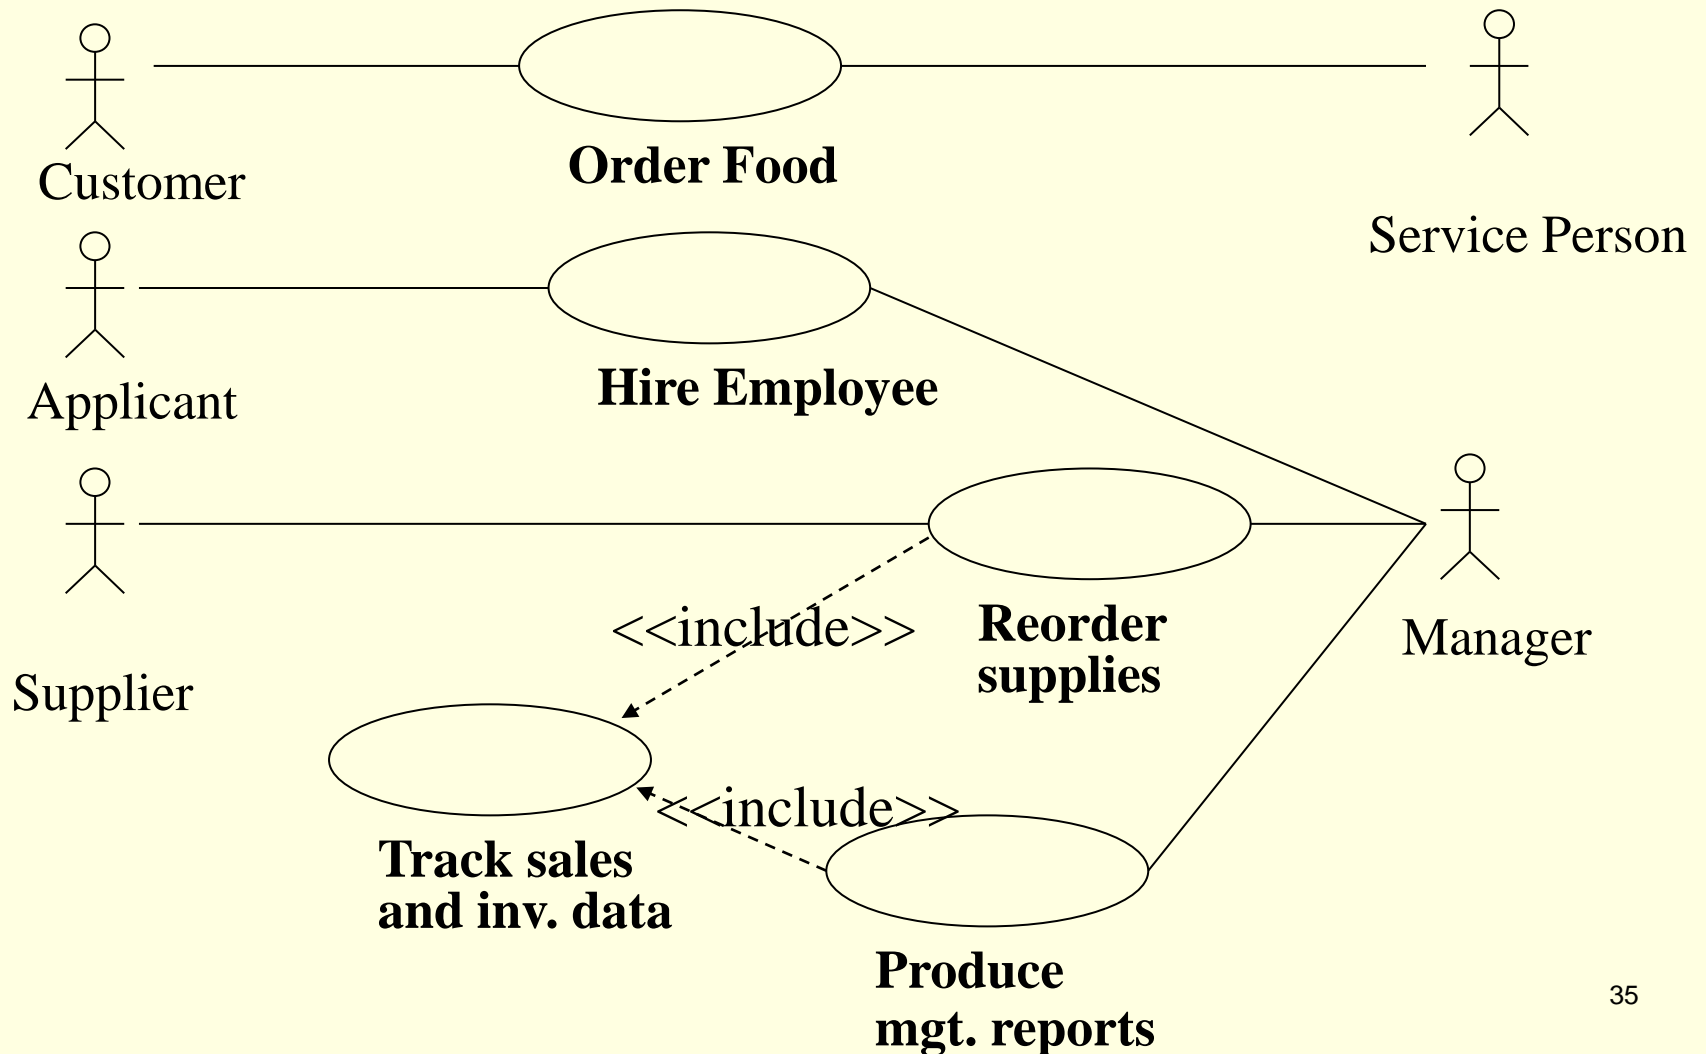 Customer
Order Food
Service Person
Applicant
Hire Employee
<<include>>
Reorder
supplies
Manager
Supplier
<<include>>
Track sales
and inv. data
Produce
mgt. reports
35